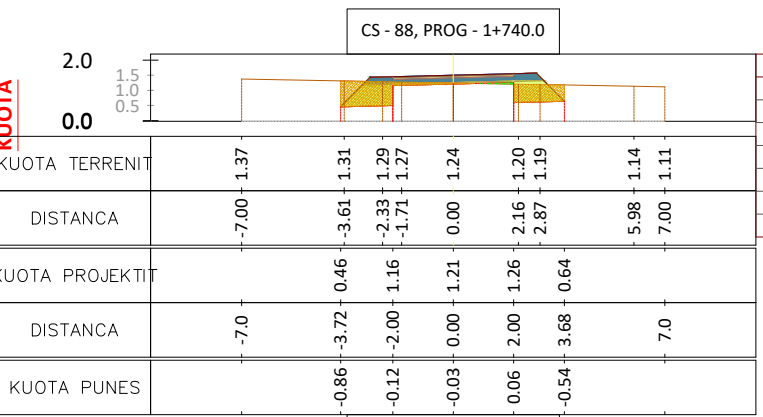 CS - 88, PROG - 1+740.0
KUOTA
2.0
1.5
1.0
0.5
0.0
KUOTA TERRENIT 1.37 1.31 1.29 1.27 1.24 1.20 1.19 1.14 1.11
DISTANCA -7.00 -3.61 -2.33 -1.71 0.00 2.16 2.87 5.98 7.00
KUOTA PROJEKTIT 0.46 1.16 1.21 1.26 0.64
DISTANCA -7.0 -3.72 -2.00 0.00 2.00 3.68 7.0
KUOTA PUNES -0.86 -0.12 -0.03 0.06 -0.54